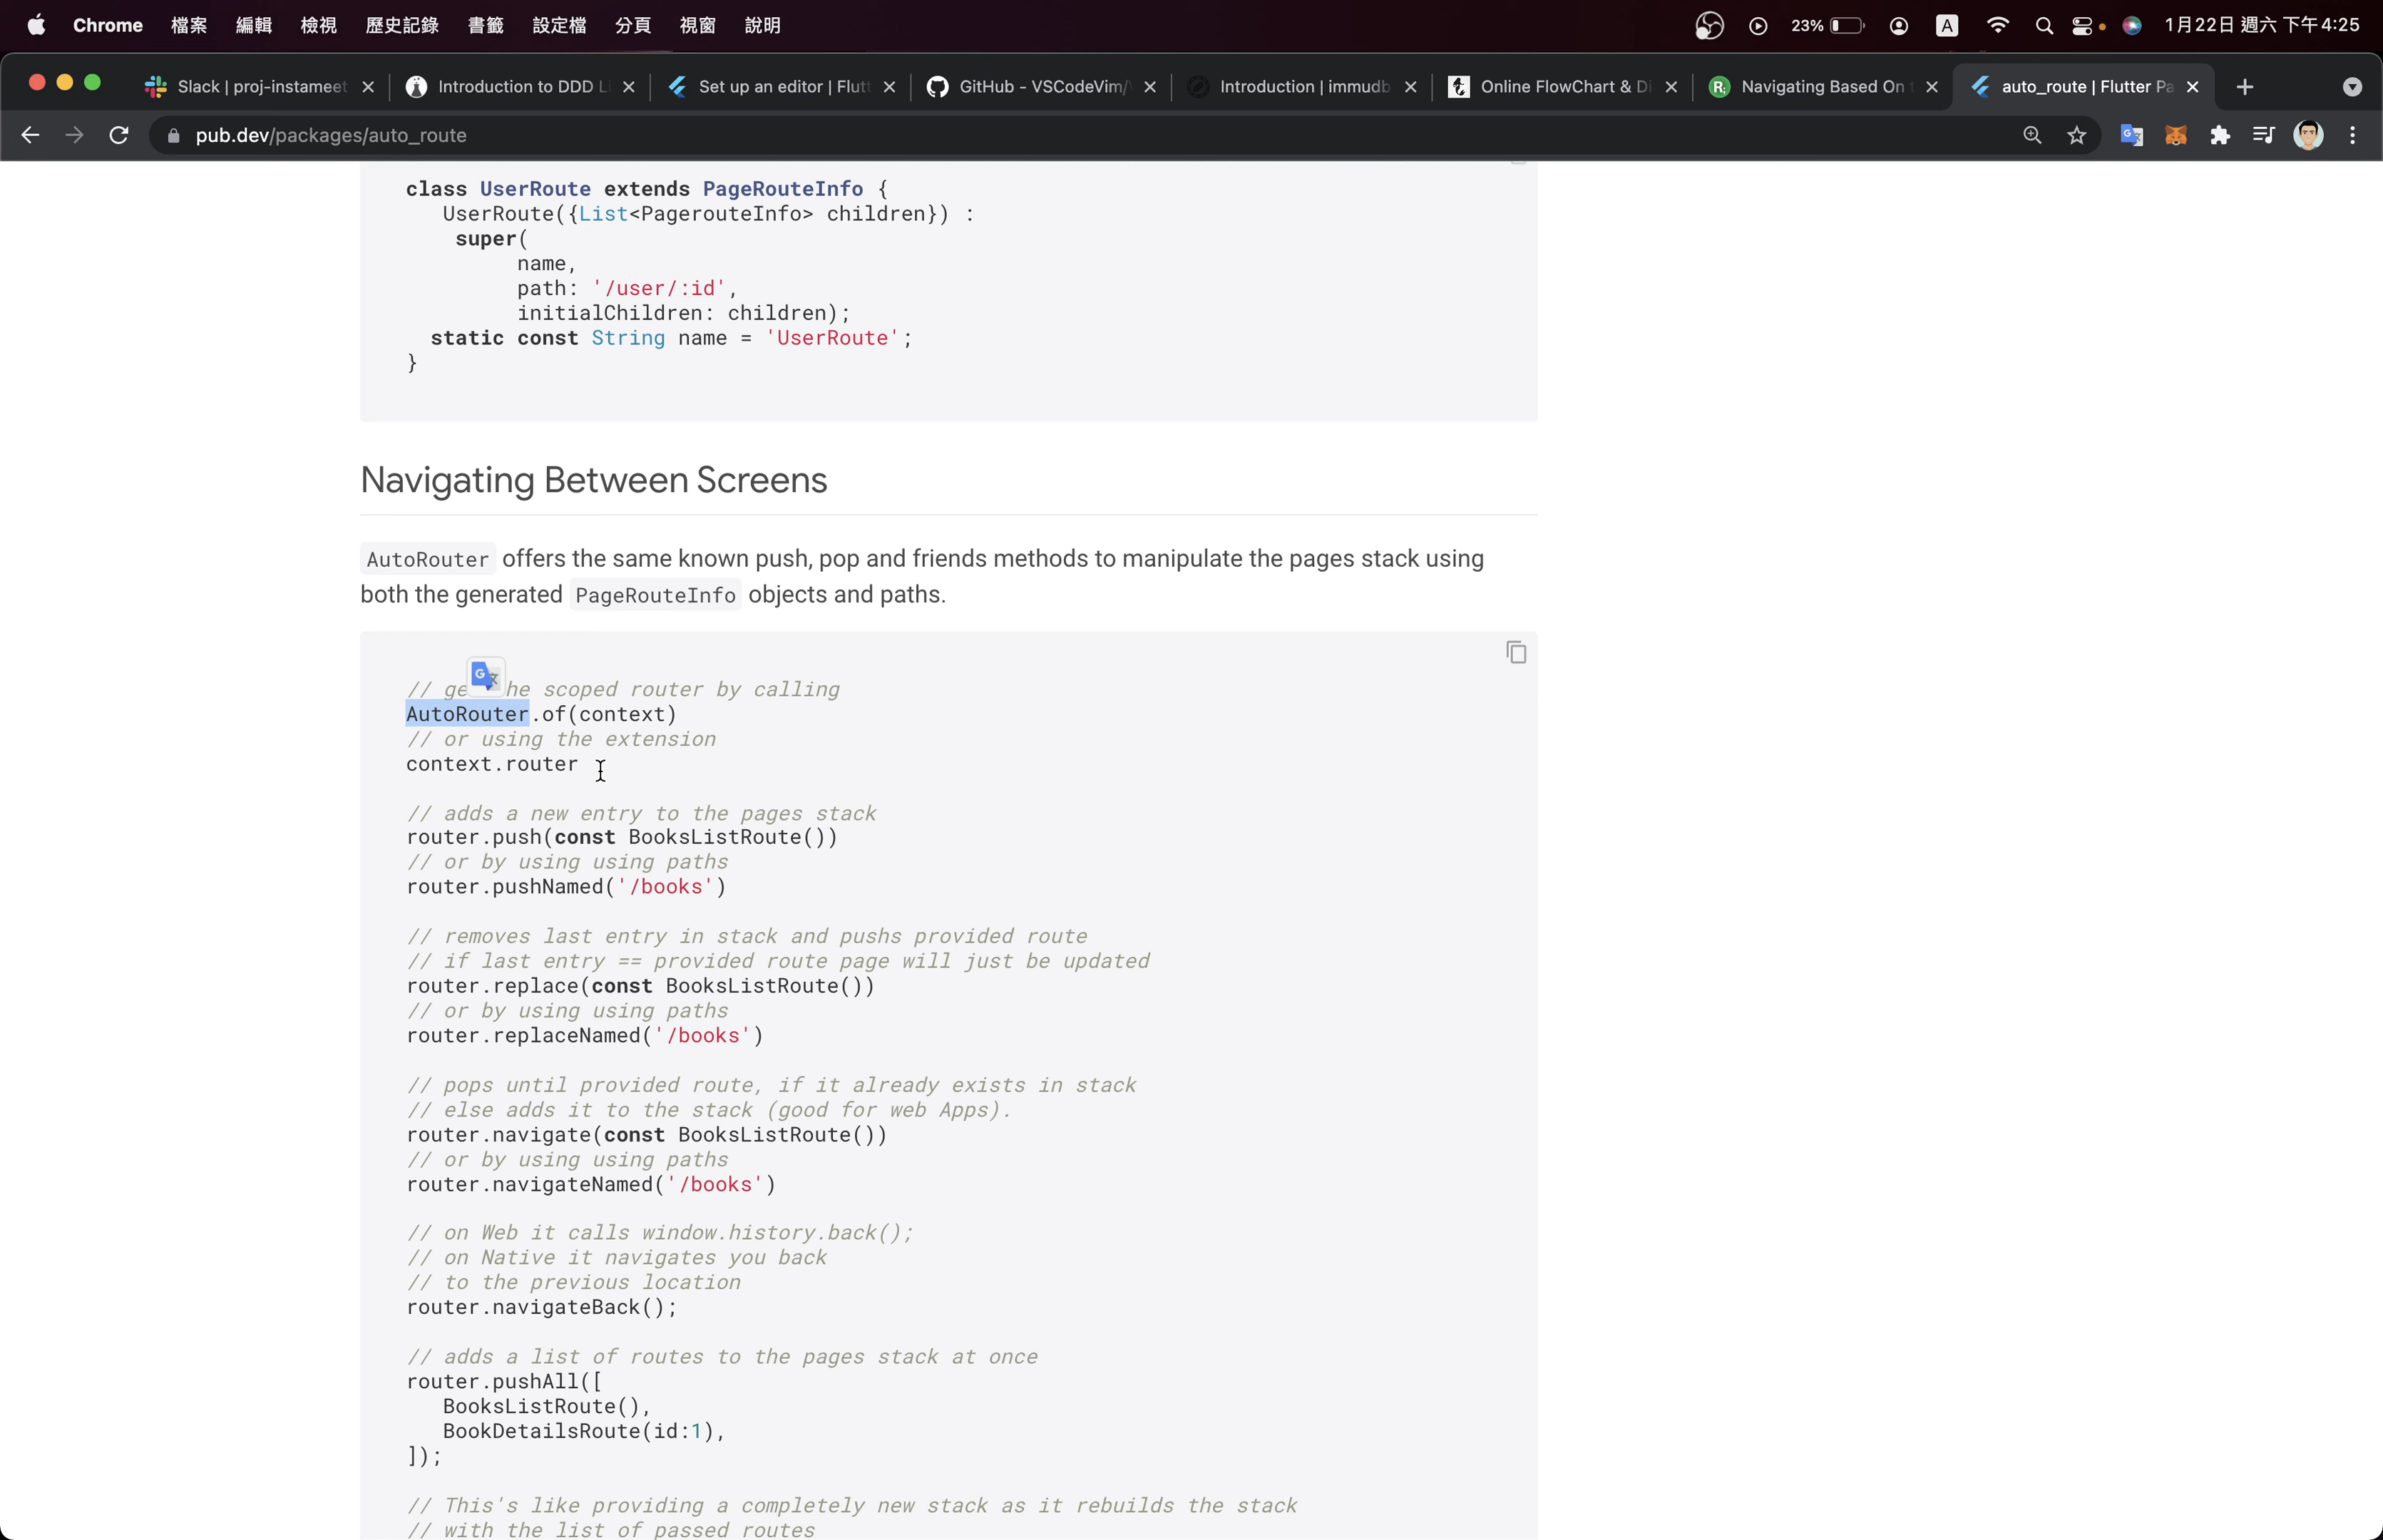 Chrome 檔案 編輯 檢視 歷史記錄 書籤 設定檔 分頁 視窗 說明 23% A 1月22日 週六 下午4:25
Slack | proj-instameet Introduction to DDD Li Set up an editor | Flutt GitHub - VSCodeVim/ Introduction | immudb Online FlowChart & Di Navigating Based On auto_route | Flutter Pa
pub.dev/packages/auto_route
class UserRoute extends PageRouteInfo {
UserRoute({List<PagerouteInfo> children}) :
super(
name,
path: '/user/:id',
initialChildren: children);
static const String name = 'UserRoute';
}
Navigating Between Screens
AutoRouter offers the same known push, pop and friends methods to manipulate the pages stack using
both the generated PageRouteInfo objects and paths.
// ge he scoped router by calling
AutoRouter.of(context)
// or using the extension
context.router
// adds a new entry to the pages stack
router.push(const BooksListRoute())
// or by using using paths
router.pushNamed('/books')
// removes last entry in stack and pushs provided route
// if last entry == provided route page will just be updated
router.replace(const BooksListRoute())
// or by using using paths
router.replaceNamed('/books')
// pops until provided route, if it already exists in stack
// else adds it to the stack (good for web Apps).
router.navigate(const BooksListRoute())
// or by using using paths
router.navigateNamed('/books')
// on Web it calls window.history.back();
// on Native it navigates you back
// to the previous location
router.navigateBack();
// adds a list of routes to the pages stack at once
router.pushAll([
BooksListRoute(),
BookDetailsRoute(id:1),
]);
// This's like providing a completely new stack as it rebuilds the stack
// with the list of passed routes